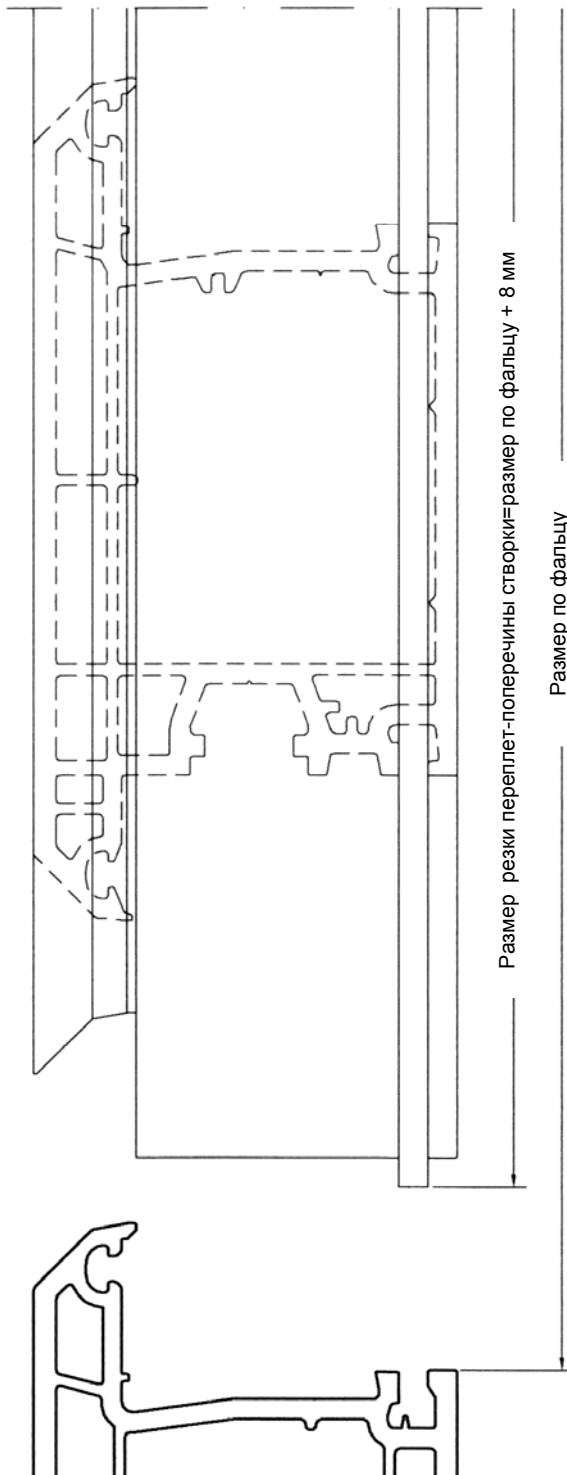 Размер резки переплет-поперечины створки=размер по фальцу + 8 мм
Размер по фальцу